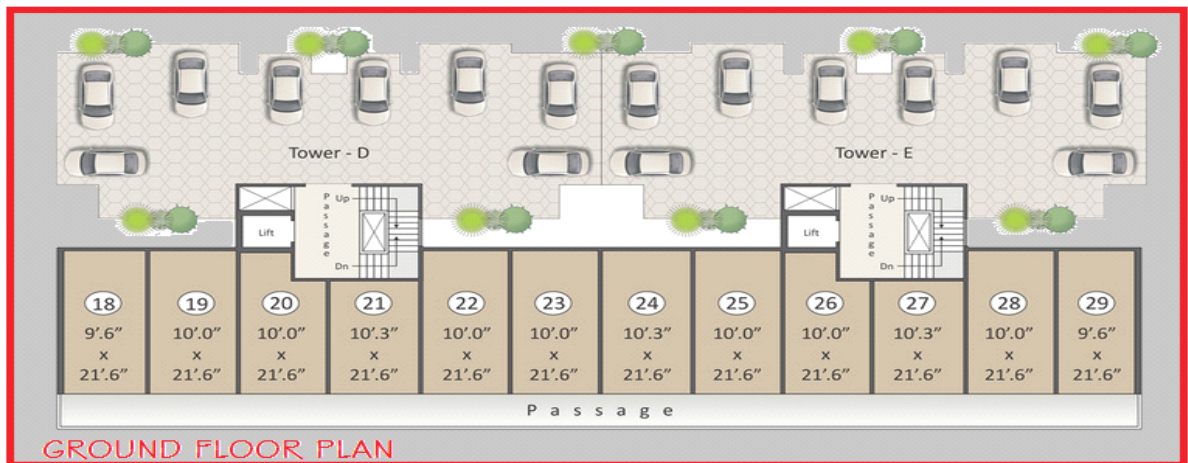 Tower - D
Tower - E
Passage
Up
Lift
Dn
Passage
Up
Lift
Dn
18
9'.6"
x
21'.6"
19
10'.0"
x
21'.6"
20
10'.0"
x
21'.6"
21
10'.3"
x
21'.6"
22
10'.0"
x
21'.6"
23
10'.0"
x
21'.6"
24
10'.3"
x
21'.6"
25
10'.0"
x
21'.6"
26
10'.0"
x
21'.6"
27
10'.3"
x
21'.6"
28
10'.0"
x
21'.6"
29
9'.6"
x
21'.6"
Passage
GROUND FLOOR PLAN